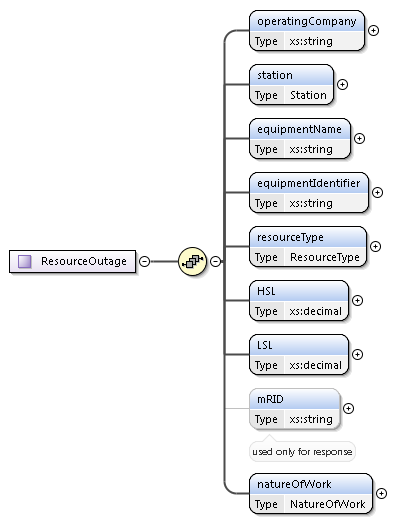 operatingCompany
Type xs:string
station
Type Station
equipmentName
Type xs:string
equipmentIdentifier
Type xs:string
resourceType
Type ResourceType
ResourceOutage
HSL
Type xs:decimal
LSL
Type xs:decimal
mRID
Type xs:string
used only for response
natureOfWork
Type NatureOfWork